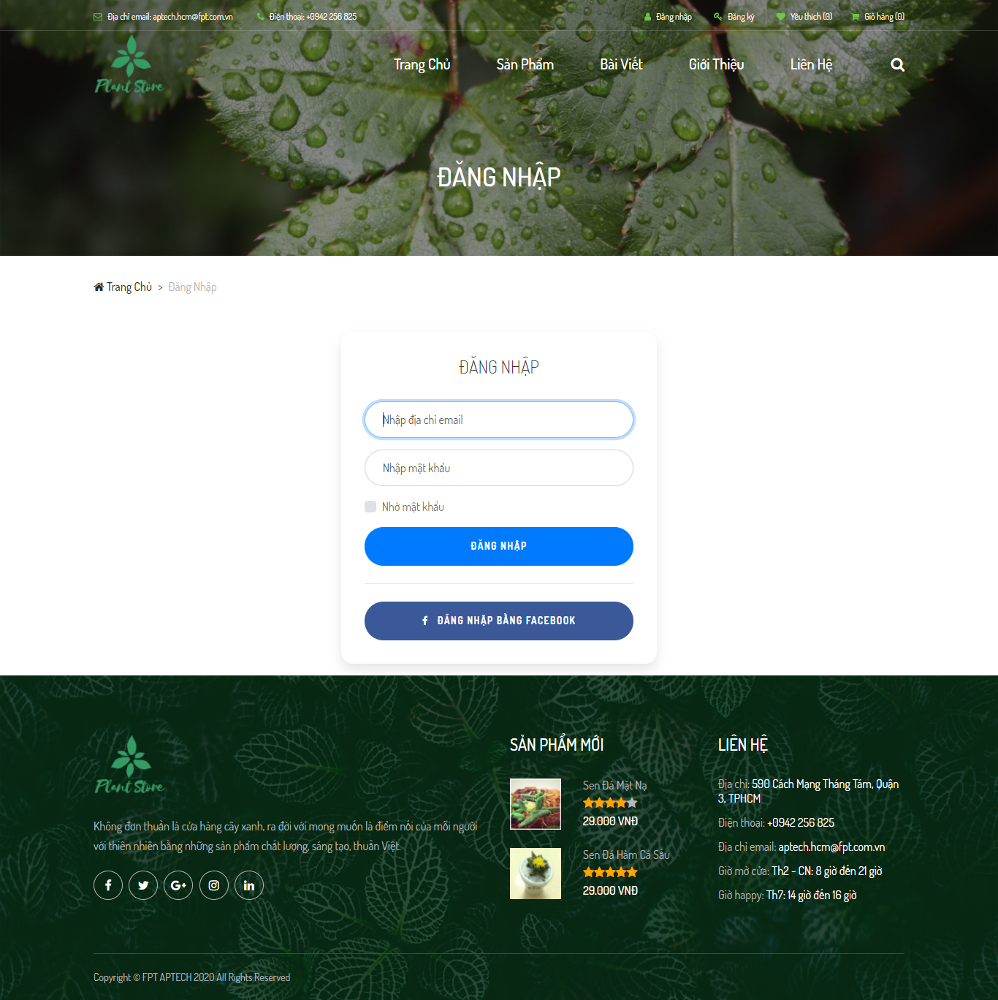 Địa chỉ email: aptech.hcm@fpt.com.vn
Điện thoại: +0942 256 825
Đăng nhập
Đăng ký
Yêu thích (0)
Giỏ hàng (0)
Plant Store
Trang Chủ
Sản Phẩm
Bài Viết
Giới Thiệu
Liên Hệ
ĐĂNG NHẬP
Trang Chủ > Đăng Nhập
ĐĂNG NHẬP
Nhập địa chỉ email
Nhập mật khẩu
Nhớ mật khẩu
ĐĂNG NHẬP
ĐĂNG NHẬP BẰNG FACEBOOK
Plant Store
Không đơn thuần là cửa hàng cây xanh, ra đời với mong muốn là điểm nối của mỗi người
với thiên nhiên bằng những sản phẩm chất lượng, sáng tạo, thuần Việt.
SẢN PHẨM MỚI
Sen Đá Mặt Nạ
29.000 VNĐ
Sen Đá Hàm Cá Sấu
29.000 VNĐ
LIÊN HỆ
Địa chỉ: 590 Cách Mạng Tháng Tám, Quận
3, TPHCM
Điện thoại: +0942 256 825
Địa chỉ email: aptech.hcm@fpt.com.vn
Giờ mở cửa: Th2 - CN: 8 giờ đến 21 giờ
Giờ happy: Th7: 14 giờ đến 16 giờ
Copyright © FPT APTECH 2020 All Rights Reserved